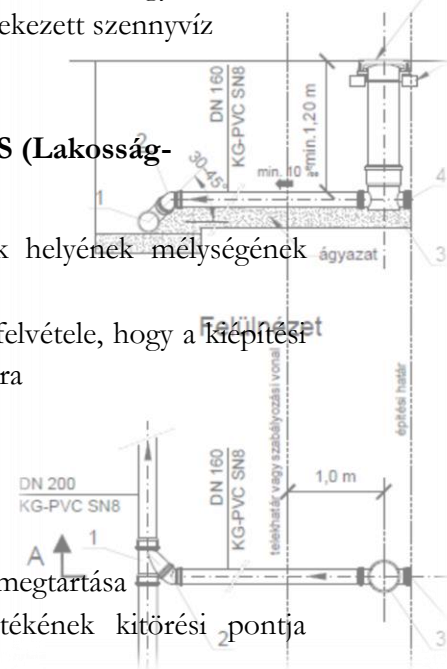 ekezett szennyvíz
DN 160
KG-PVC SN8
min.1,20 m
S (Lakosság-
2
30-45°
min. 10 ‰
1
4
k helyének mélységének
ágyazat
3
felvétele, hogy a kiépítési
Felülnézet
ra
telekhatár vagy szabályozási vonal
építési határ
DN 200
KG-PVC SN8
DN 160
KG-PVC SN8
1,0 m
A
1
megtartása
tékének kitörési pontja
2
3